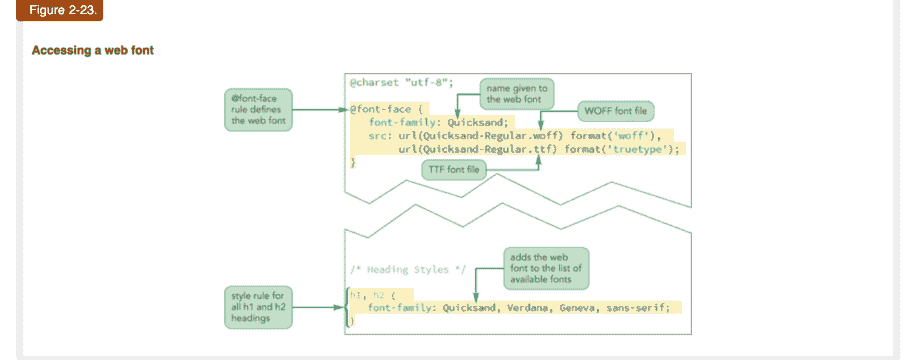 Figure 2-23.
Accessing a web font
@charset "utf-8";
name given to
the web font
@font-face
rule defines
the web font
@font-face {
WOFF font file
font-family: Quicksand;
src: url(Quicksand-Regular.woff) format('woff'),
url(Quicksand-Regular.ttf) format('truetype');
}
TTF font file
adds the web
font to the list of
available fonts
/* Heading Styles */
style rule for
all h1 and h2
headings
h1, h2 {
font-family: Quicksand, Verdana, Geneva, sans-serif;
}